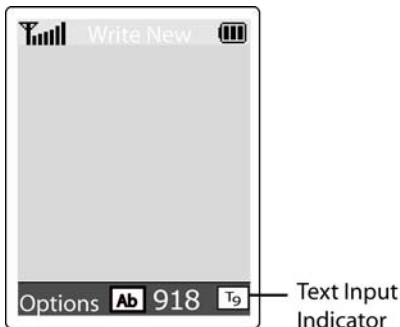 Write New
Options Ab 918 T9
Text Input
Indicator